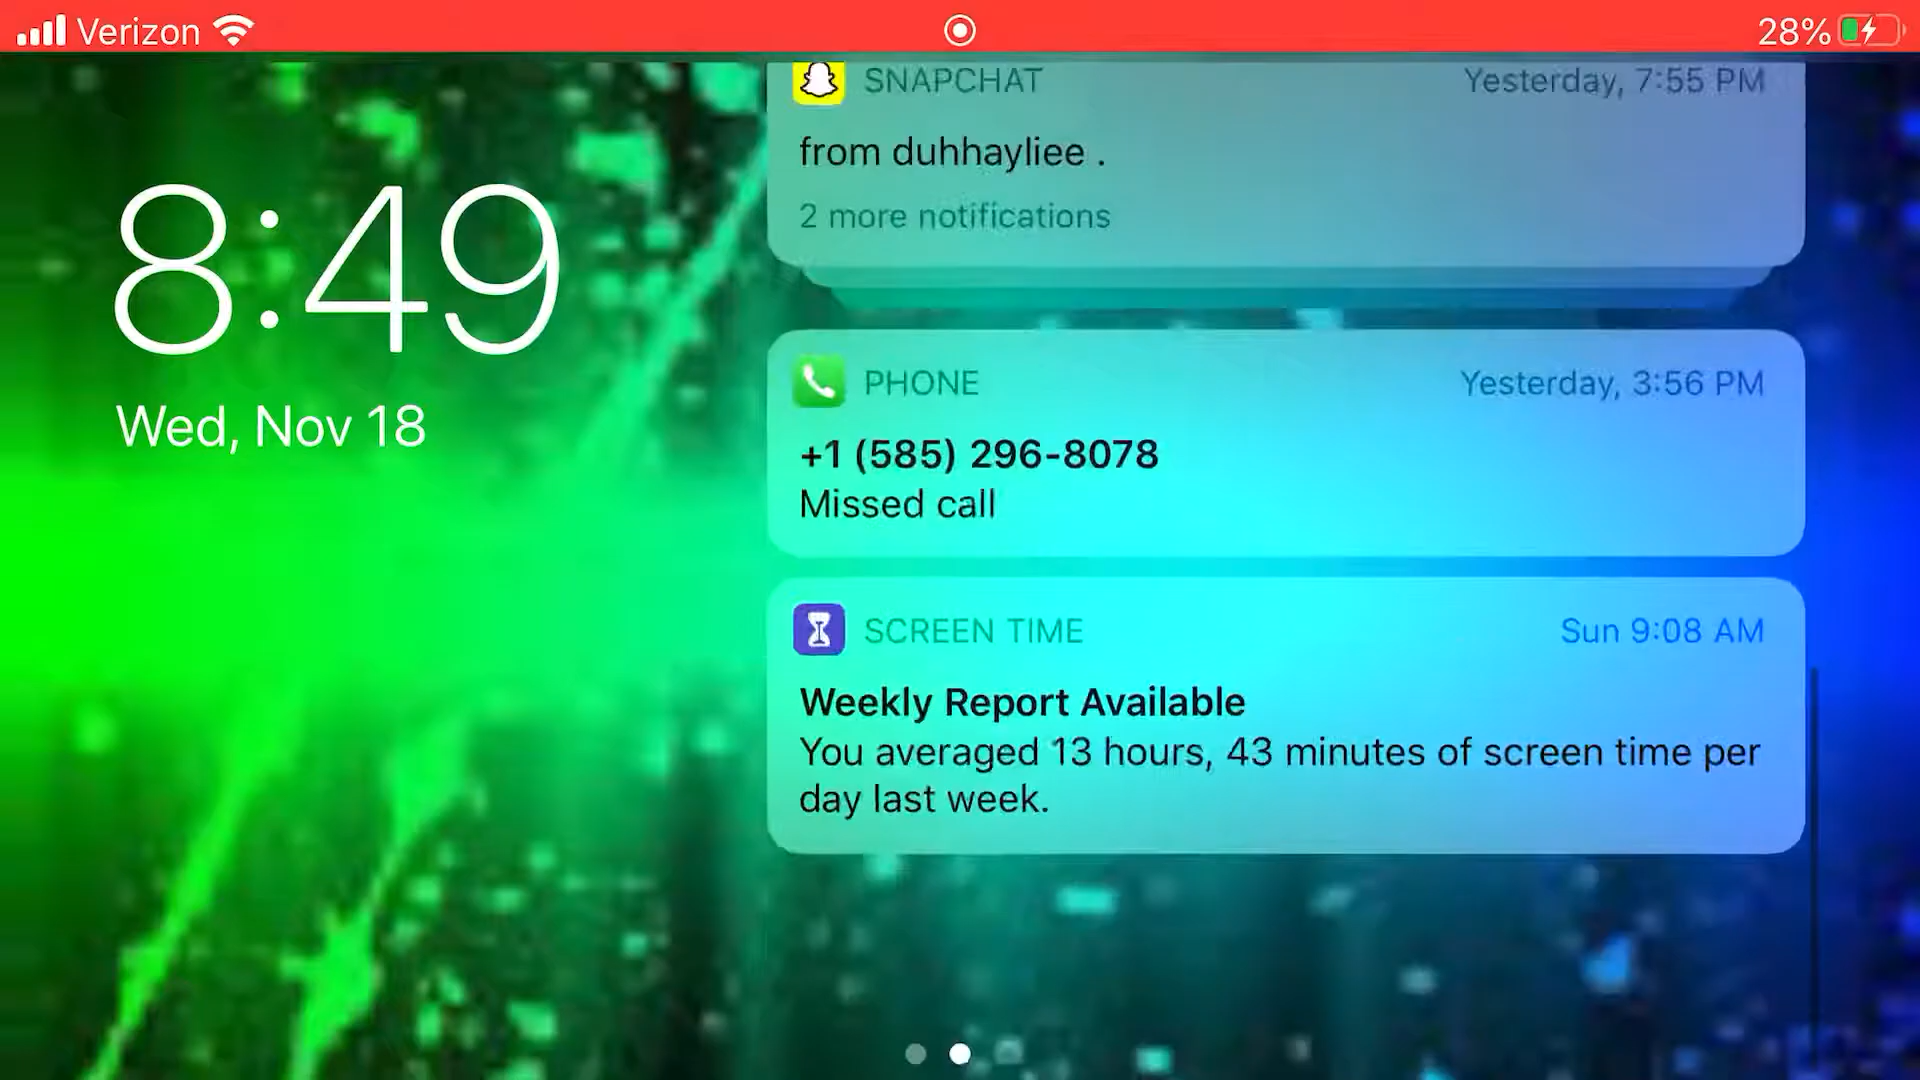 Verizon
28%
8:49
Wed, Nov 18
SNAPCHAT
Yesterday, 7:55 PM
from duhhayliee .
2 more notifications
PHONE
Yesterday, 3:56 PM
+1 (585) 296-8078
Missed call
SCREEN TIME
Sun 9:08 AM
Weekly Report Available
You averaged 13 hours, 43 minutes of screen time per
day last week.